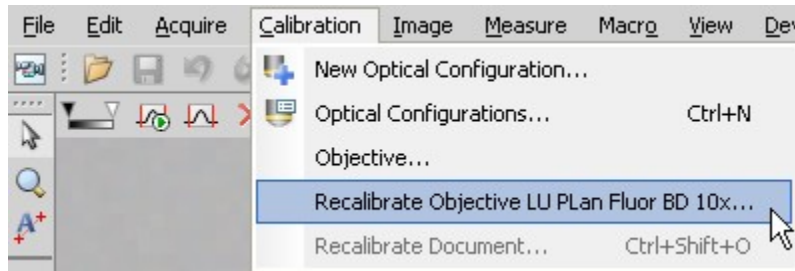 File Edit Acquire Calibration Image Measure Macro View
New Optical Configuration...
Optical Configurations... Ctrl+N
Objective...
Recalibrate Objective LU PLan Fluor BD 10x...
Recalibrate Document... Ctrl+Shift+O